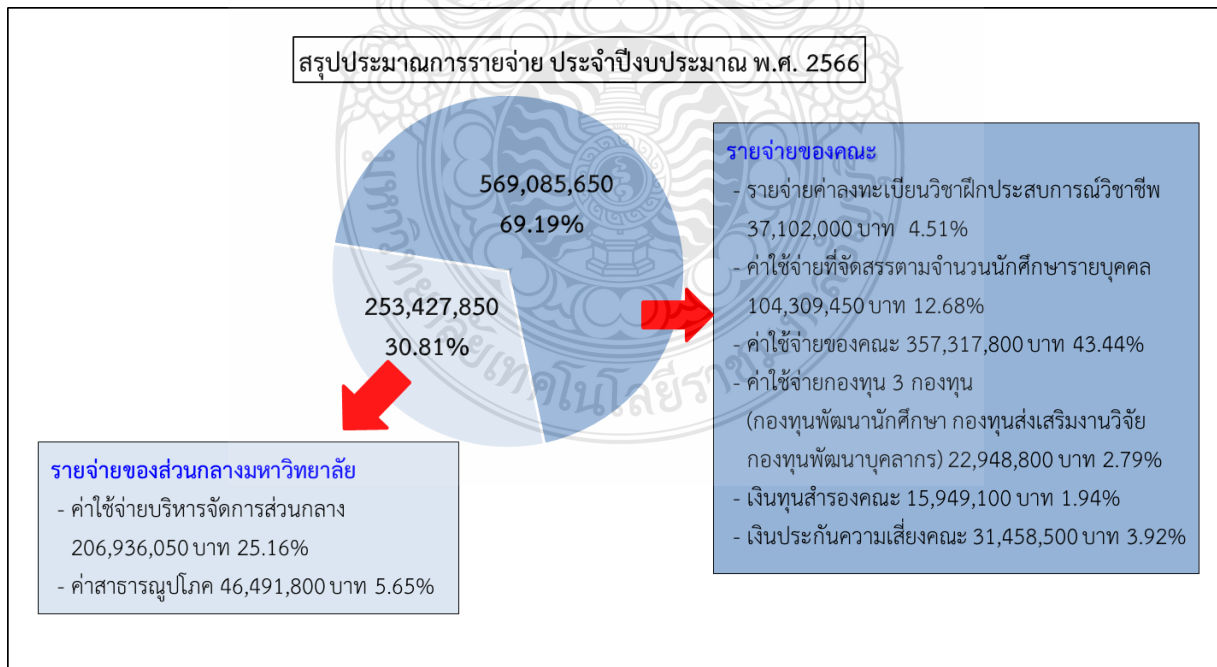 สรุปประมาณการรายจ่าย ประจำปีงบประมาณ พ.ศ. 2566
569,085,650
69.19%
253,427,850
30.81%
รายจ่ายของคณะ
- รายจ่ายค่าลงทะเบียนวิชาฝึกประสบการณ์วิชาชีพ
37,102,000 บาท 4.51%
- ค่าใช้จ่ายที่จัดสรรตามจำนวนนักศึกษารายบุคคล
104,309,450 บาท 12.68%
- ค่าใช้จ่ายของคณะ 357,317,800 บาท 43.44%
- ค่าใช้จ่ายกองทุน 3 กองทุน
(กองทุนพัฒนานักศึกษา กองทุนส่งเสริมงานวิจัย
กองทุนพัฒนาบุคลากร) 22,948,800 บาท 2.79%
- เงินทุนสำรองคณะ 15,949,100 บาท 1.94%
- เงินประกันความเสี่ยงคณะ 31,458,500 บาท 3.92%
รายจ่ายของส่วนกลางมหาวิทยาลัย
- ค่าใช้จ่ายบริหารจัดการส่วนกลาง
206,936,050 บาท 25.16%
- ค่าสาธารณูปโภค 46,491,800 บาท 5.65%